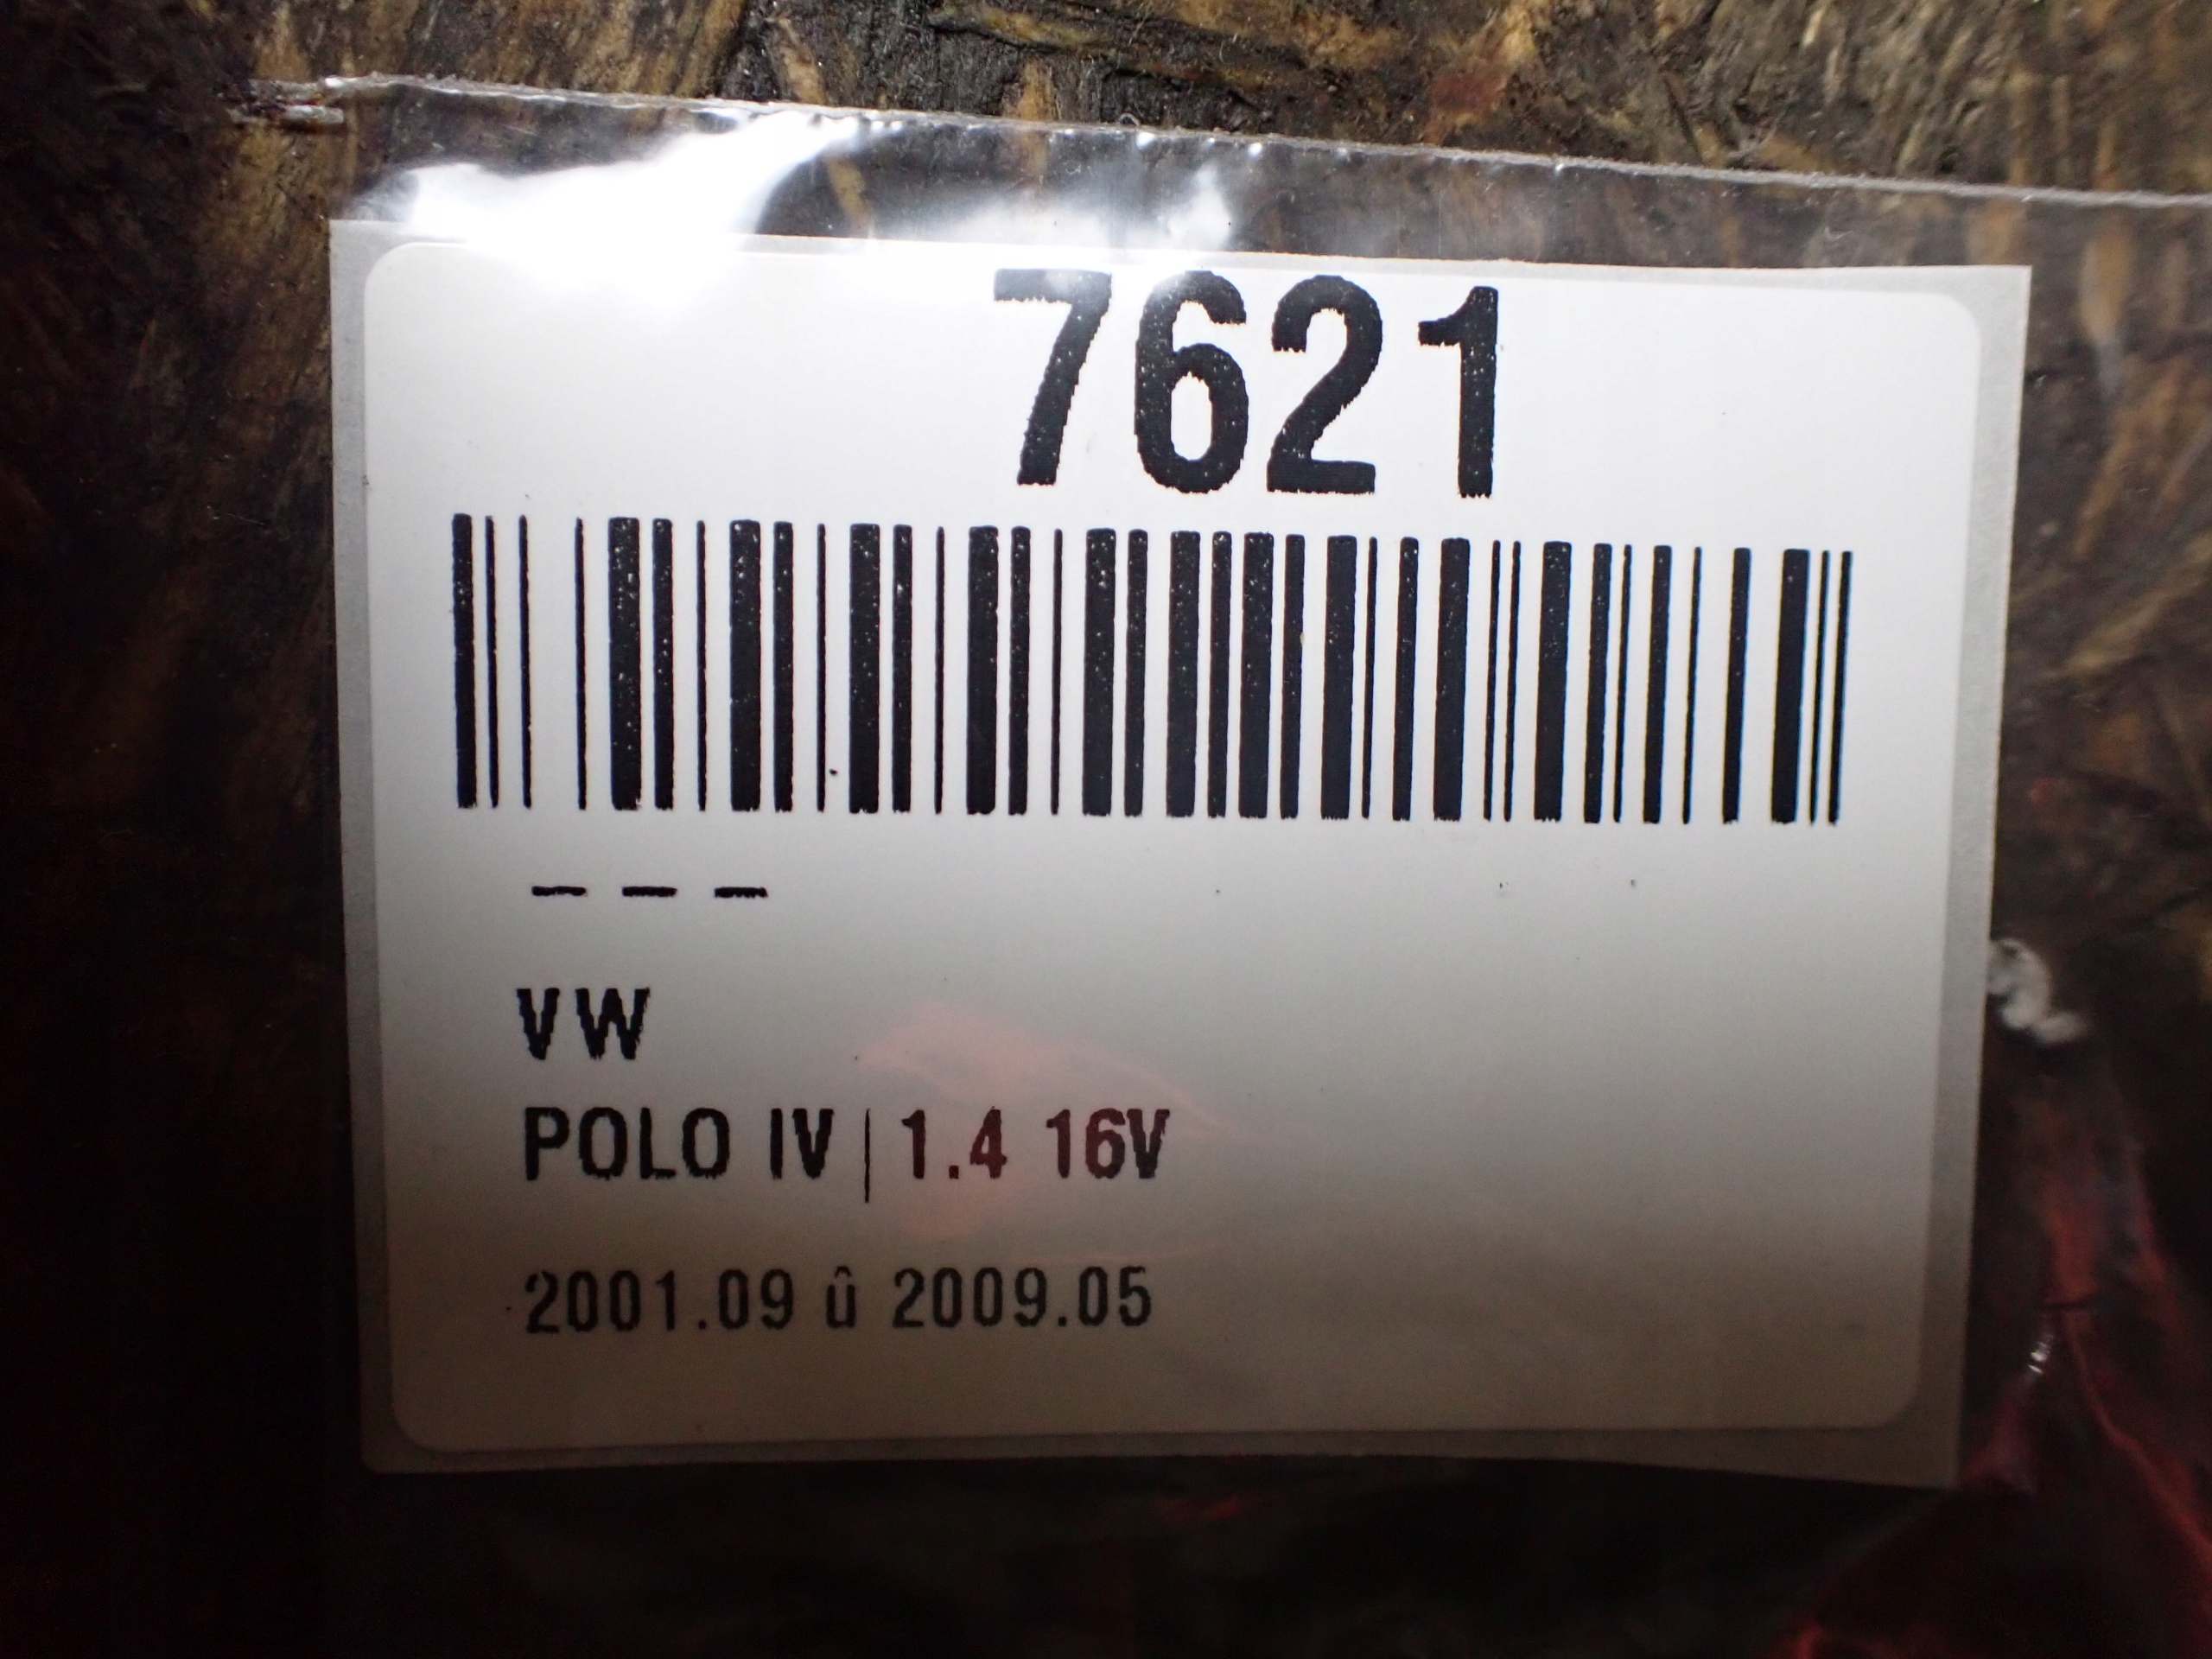 7621
– – –
VW
POLO IV | 1.4 16V
2001.09 û 2009.05